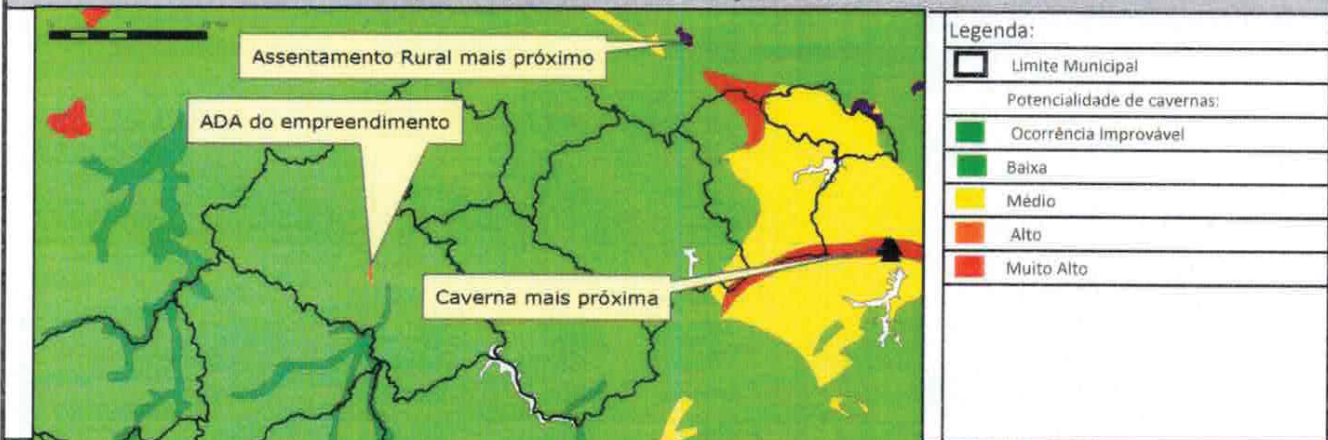 Assentamento Rural mais próximo
ADA do empreendimento
Caverna mais próxima
Legenda:
Limite Municipal
Potencialidade de cavernas:
Ocorrência Improvável
Baixa
Médio
Alto
Muito Alto